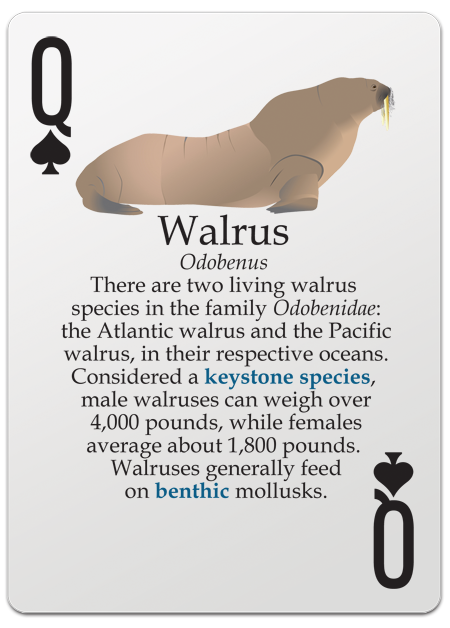 Q
Walrus
Odobenus
There are two living walrus
species in the family Odobenidae:
the Atlantic walrus and the Pacific
walrus, in their respective oceans.
Considered a keystone species,
male walruses can weigh over
4,000 pounds, while females
average about 1,800 pounds.
Walruses generally feed
on benthic mollusks.
Q